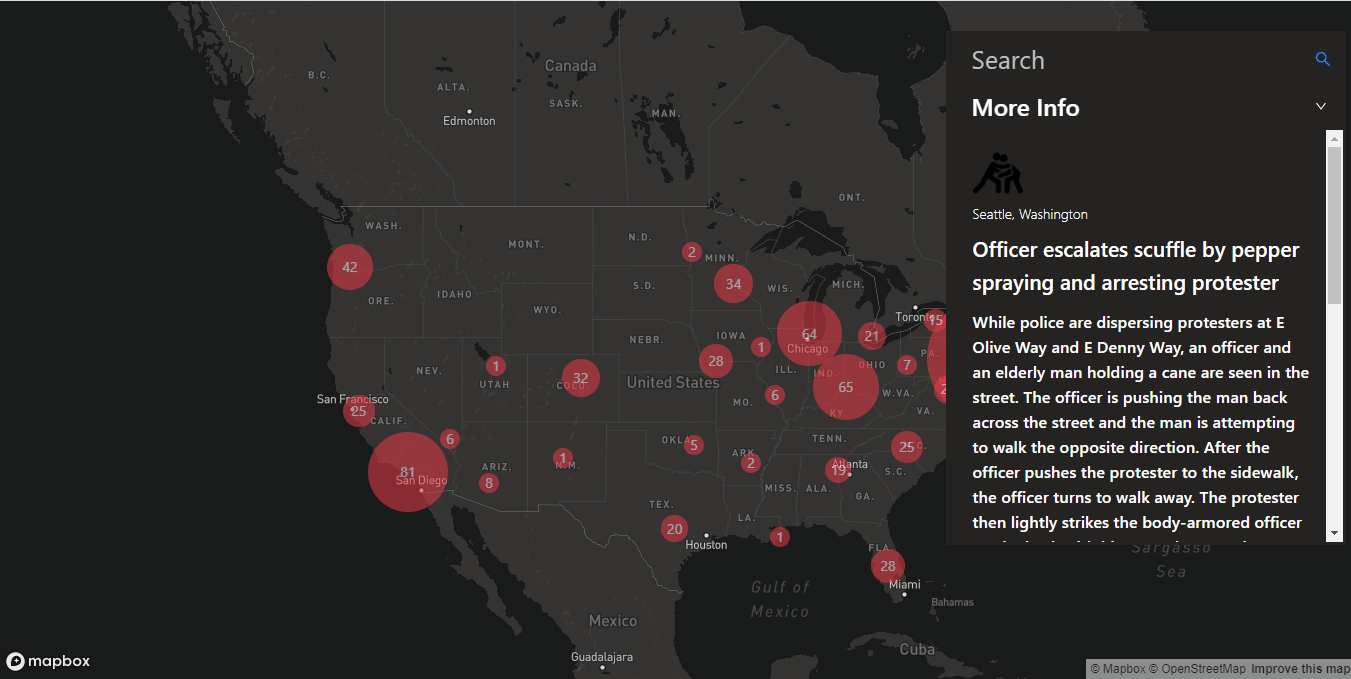 Search
More Info
Seattle, Washington
Officer escalates scuffle by pepper
spraying and arresting protester
While police are dispersing protesters at E
Olive Way and E Denny Way, an officer and
an elderly man holding a cane are seen in the
street. The officer is pushing the man back
across the street and the man is attempting
to walk the opposite direction. After the
officer pushes the protester to the sidewalk,
the officer turns to walk away. The protester
then lightly strikes the body-armored officer
Canada
B.C.
ALTA.
SASK.
MAN.
Edmonton
ONT.
WASH.
42
MONT.
N.D.
2
MINN.
34
S.D.
WIS.
MICH.
ORE.
IDAHO
WYO.
Toronto
15
NEBR.
IOWA
1
64
Chicago
21
OHIO
PA.
7
28
ILL.
IND.
65
KY.
W.VA.
VA.
2
NEV.
1
UTAH
32
COLO.
United States
MO.
6
San Francisco
25
CALIF.
6
81
San Diego
ARIZ.
8
1
N.M.
OKLA.
5
ARK.
2
TENN.
25
C.
S.C.
Atlanta
19
MISS.
ALA.
GA.
TEX.
20
Houston
LA.
1
FLA.
28
Miami
Bahamas
Gulf of
Mexico
Sargasso
Sea
Mexico
Guadalajara
Cuba
mapbox
© Mapbox © OpenStreetMap Improve this map